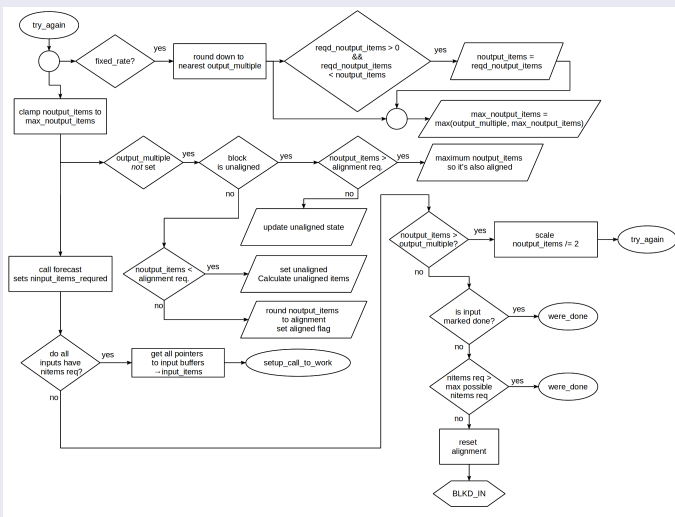 try_again
fixed_rate?
yes
round down to
nearest output_multiple
reqd_noutput_items > 0
&&
reqd_noutput_items
< noutput_items
yes
noutput_items =
reqd_noutput_items
clamp noutput_items to
max_noutput_items
max_noutput_items =
max(output_multiple, max_noutput_items)
output_multiple
not set
yes
block
is unaligned
yes
noutput_items >
alignment req.
yes
maximum noutput_items
so it's also aligned
no
no
update unaligned state
noutput_items >
output_multiple?
yes
scale
noutput_items /= 2
try_again
no
call forecast
sets ninput_items_requred
noutput_items <
alignment req.
yes
set unaligned
Calculate unaligned items
no
round noutput_items
to alignment
set aligned flag
is input
marked done?
yes
were_done
no
do all
inputs have
nitems req?
yes
get all pointers
to input buffers
→input_items
setup_call_to_work
no
nitems req >
max possible
nitems req
yes
were_done
no
reset
alignment
BLKD_IN